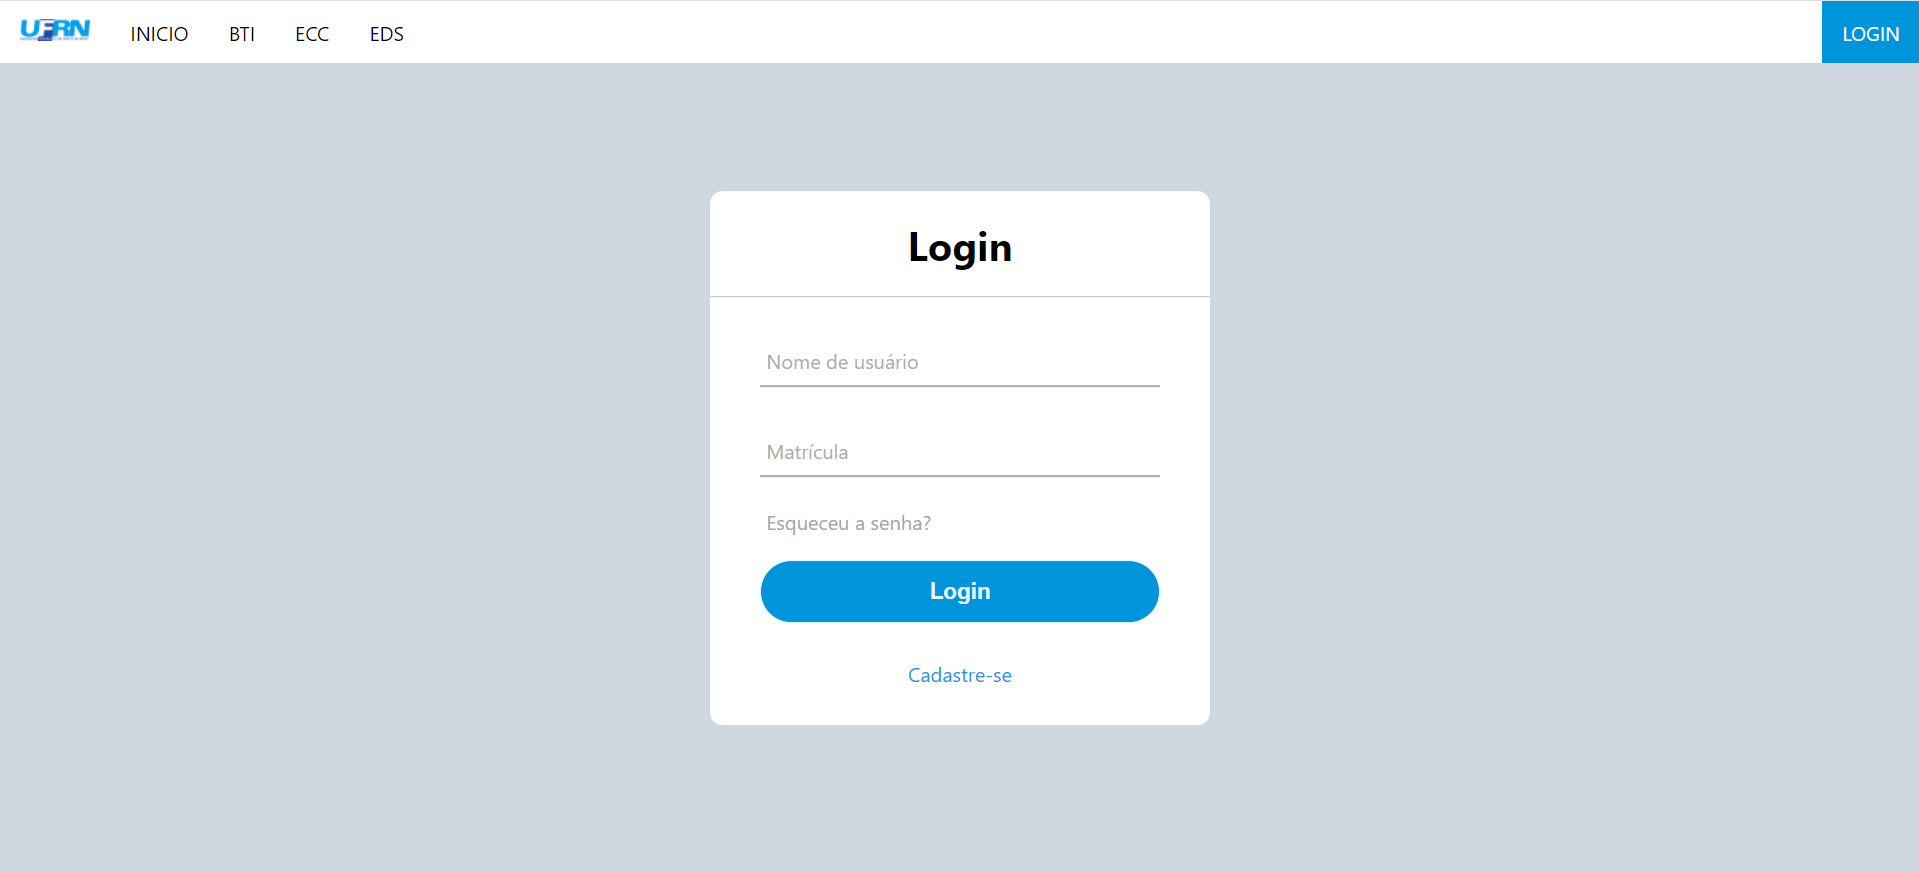 UFRN
INICIO BTI ECC EDS LOGIN
Login
Nome de usuário
Matrícula
Esqueceu a senha?
Login
Cadastre-se